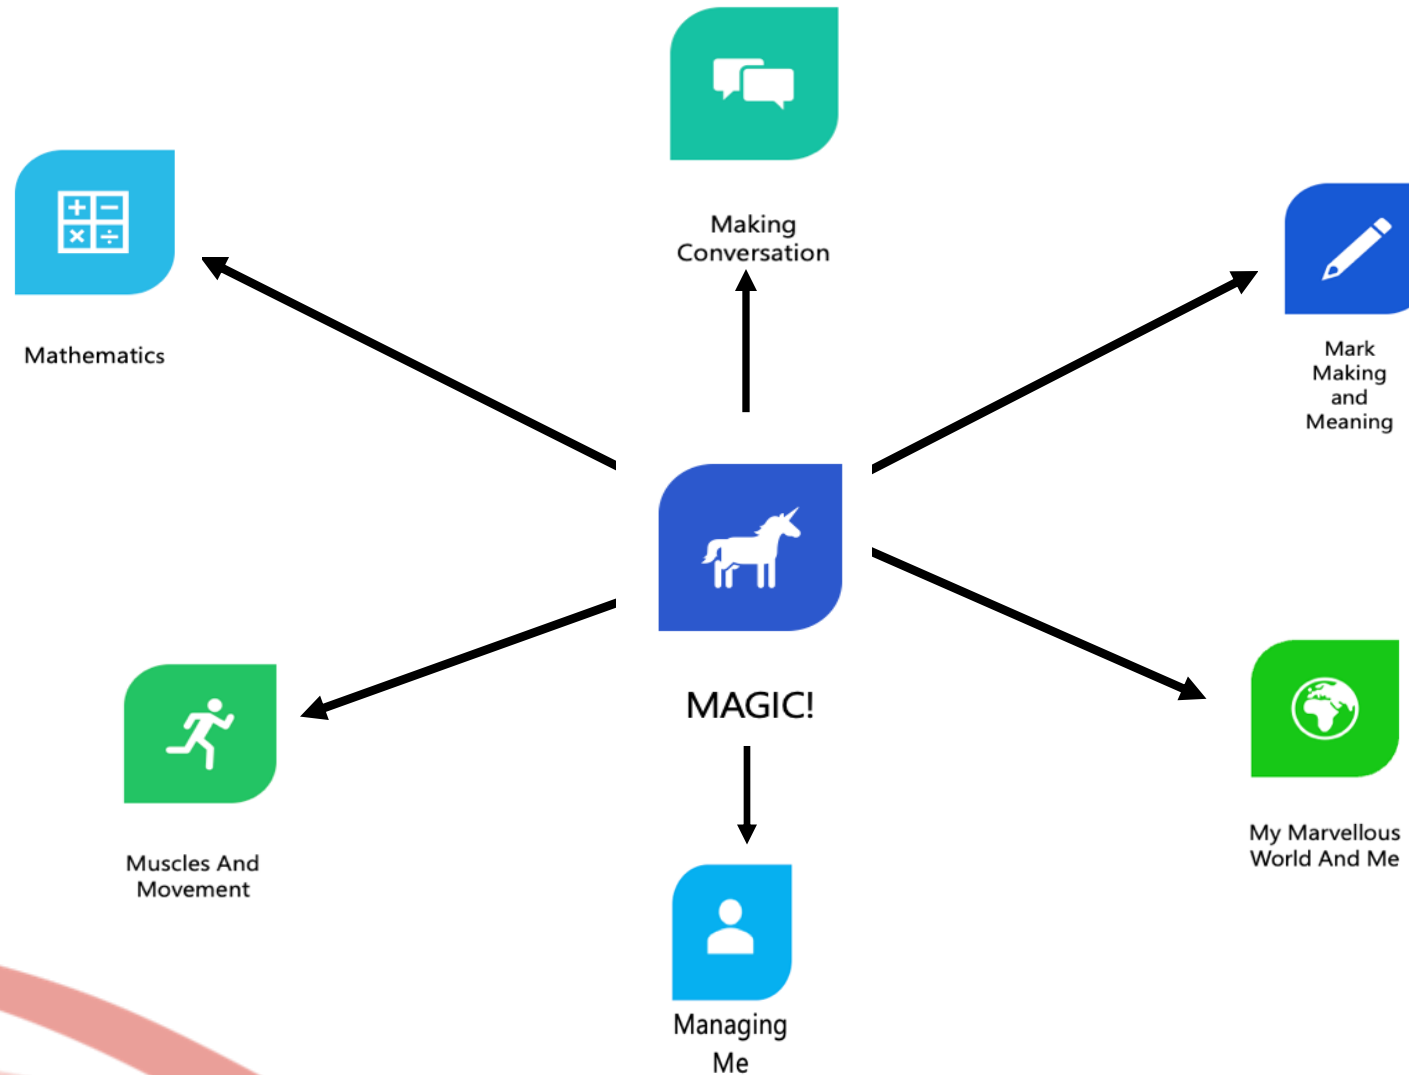 Making
Conversation
Mathematics
Mark
Making
and
Meaning
MAGIC!
Muscles And
Movement
My Marvellous
World And Me
Managing
Me